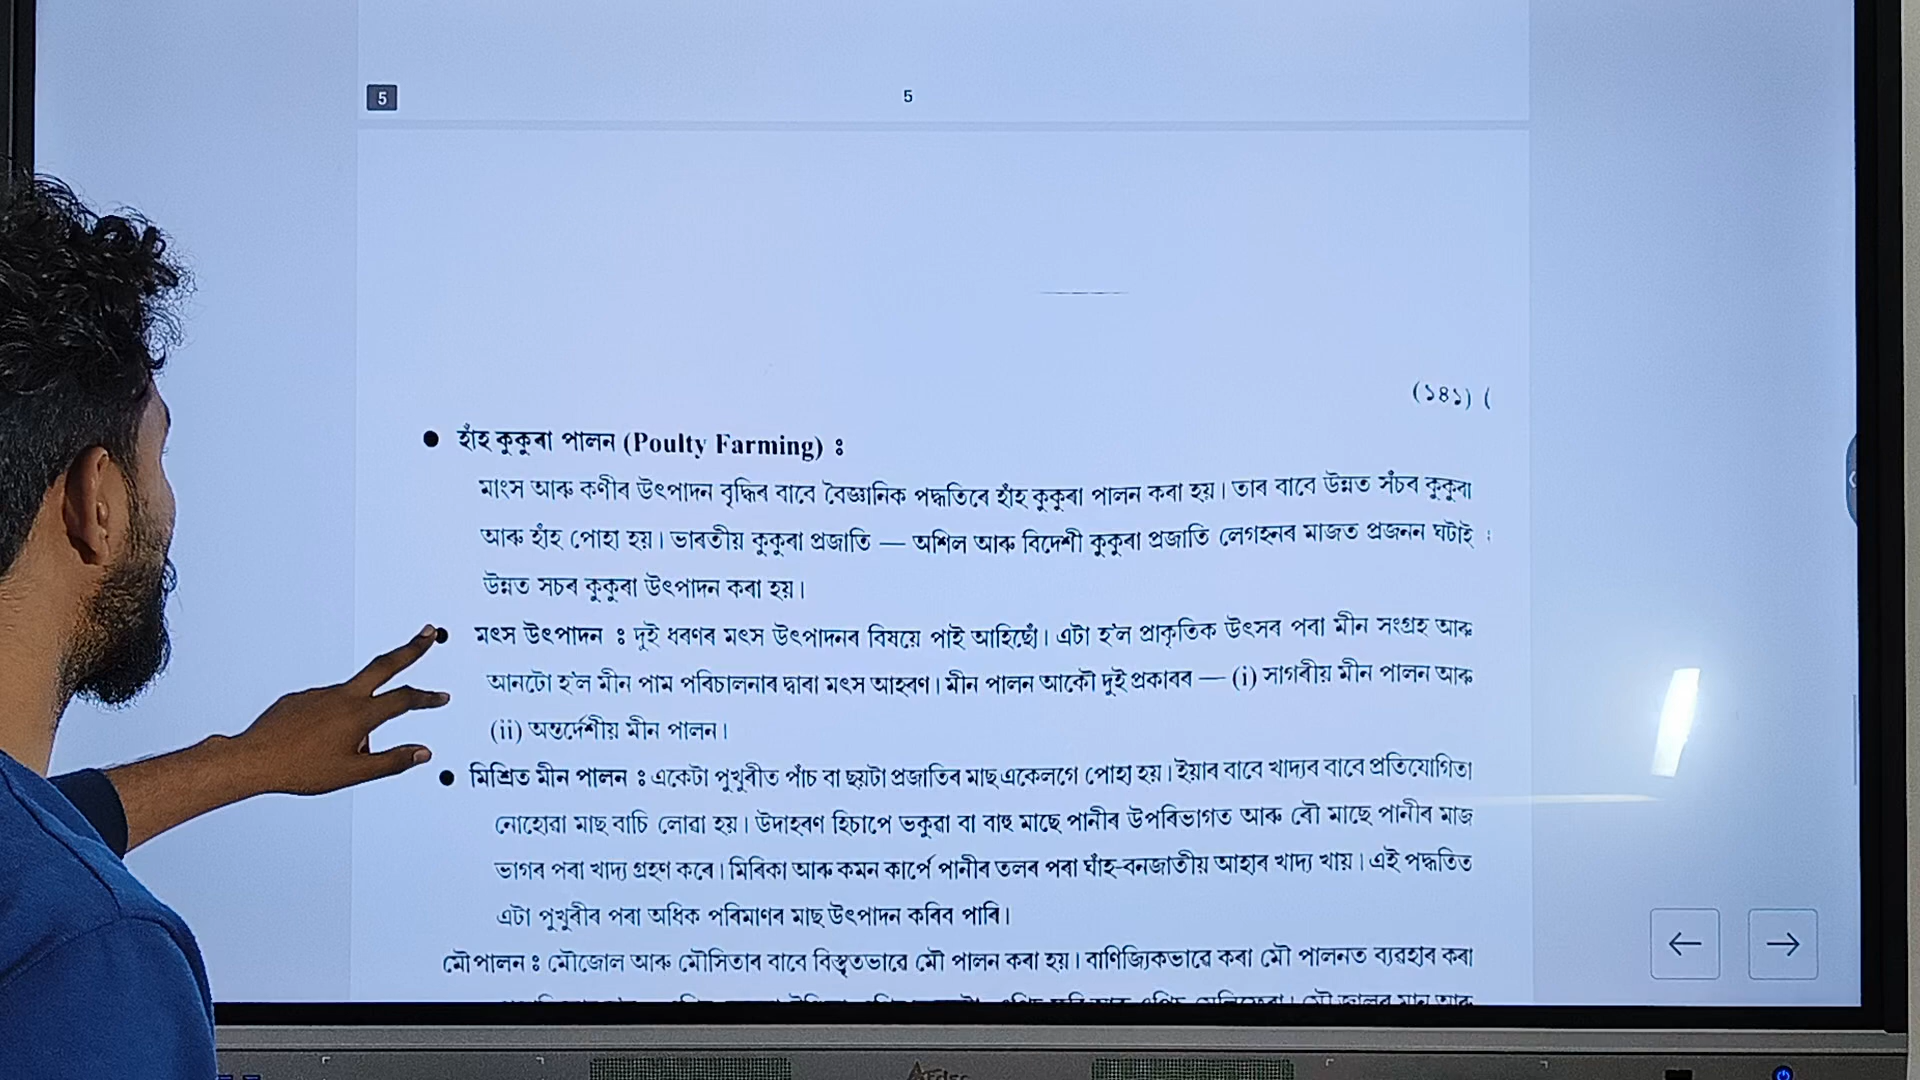 5
5
(১৪১) (
● হাঁহ কুকুৰা পালন (Poulty Farming) ঃ
মাংস আৰু কণীৰ উৎপাদন বৃদ্ধিৰ বাবে বৈজ্ঞানিক পদ্ধতিৰে হাঁহ কুকুৰা পালন কৰা হয়। তাৰ বাবে উন্নত সঁচৰ কুকুৰা
আৰু হাঁহ পোহা হয়। ভাৰতীয় কুকুৰা প্ৰজাতি — অশিল আৰু বিদেশী কুকুৰা প্ৰজাতি লেগহনৰ মাজত প্ৰজনন ঘটাই
উন্নত সচৰ কুকুৰা উৎপাদন কৰা হয়।
● মৎস উৎপাদন ঃ দুই ধৰণৰ মৎস উৎপাদনৰ বিষয়ে পাই আহিছোঁ। এটা হ'ল প্ৰাকৃতিক উৎসৰ পৰা মীন সংগ্ৰহ আৰু
আনটো হ'ল মীন পাম পৰিচালনাৰ দ্বাৰা মৎস আহৰণ। মীন পালন আকৌ দুই প্ৰকাৰৰ — (i) সাগৰীয় মীন পালন আৰু
(ii) অন্তৰ্দেশীয় মীন পালন।
● মিশ্ৰিত মীন পালন ঃ একেটা পুখুৰীত পাঁচ বা ছয়টা প্ৰজাতিৰ মাছ একেলগে পোহা হয়। ইয়াৰ বাবে খাদ্যৰ বাবে প্ৰতিযোগিতা
নোহোৱা মাছ বাচি লোৱা হয়। উদাহৰণ হিচাপে ভকুৱা বা বাহু মাছে পানীৰ উপৰিভাগত আৰু ৰৌ মাছে পানীৰ মাজ
ভাগৰ পৰা খাদ্য গ্ৰহণ কৰে। মিৰিকা আৰু কমন কাৰ্পে পানীৰ তলৰ পৰা ঘাঁহ-বনজাতীয় আহাৰ খাদ্য খায়। এই পদ্ধতিত
এটা পুখুৰীৰ পৰা অধিক পৰিমাণৰ মাছ উৎপাদন কৰিব পাৰি।
মৌপালন ঃ মৌজোল আৰু মৌসিতাৰ বাবে বিস্তৃতভাৱে মৌ পালন কৰা হয়। বাণিজ্যিকভাৱে কৰা মৌ পালনত ব্যৱহাৰ কৰা